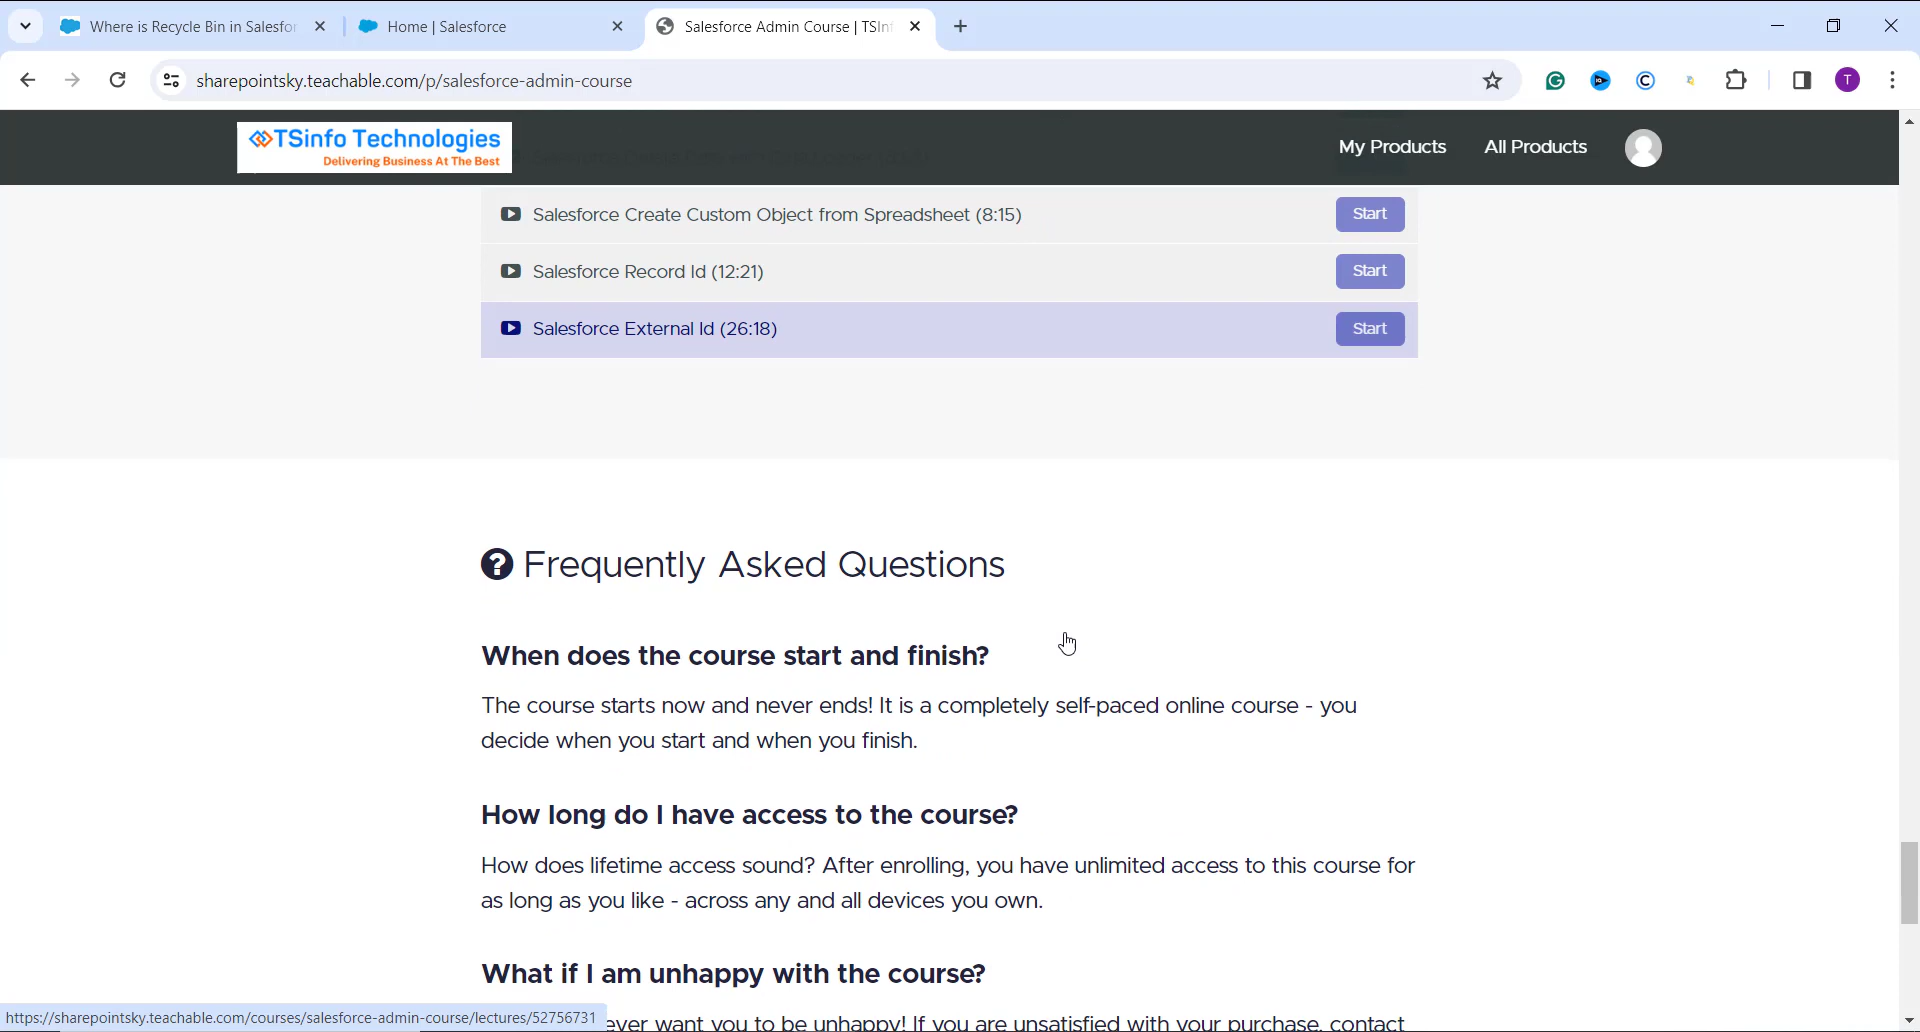 Where is Recycle Bin in Salesfor
Home | Salesforce
Salesforce Admin Course | TSInf
sharepointsky.teachable.com/p/salesforce-admin-course
T
TSinfo Technologies
Delivering Business At The Best
My Products
All Products
Salesforce Create Custom Object from Spreadsheet (8:15)
Start
Salesforce Record Id (12:21)
Start
Salesforce External Id (26:18)
Start
Frequently Asked Questions
When does the course start and finish?
The course starts now and never ends! It is a completely self-paced online course - you
decide when you start and when you finish.
How long do I have access to the course?
How does lifetime access sound? After enrolling, you have unlimited access to this course for
as long as you like - across any and all devices you own.
What if I am unhappy with the course?
ever want you to be unhappy! If you are unsatisfied with your purchase, contact
https://sharepointsky.teachable.com/courses/salesforce-admin-course/lectures/52756731